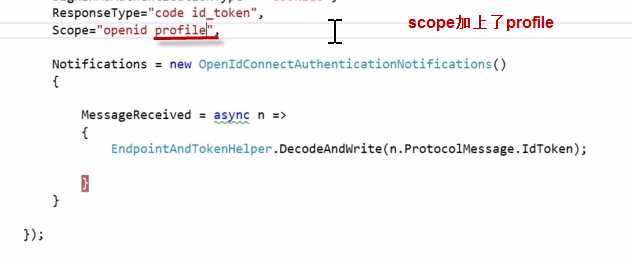 ResponseType="code id_token",
Scope="openid profile",
scope加上了profile
Notifications = new OpenIdConnectAuthenticationNotifications()
{
MessageReceived = async n =>
{
EndpointAndTokenHelper.DecodeAndWrite(n.ProtocolMessage.IdToken);
}
}
});